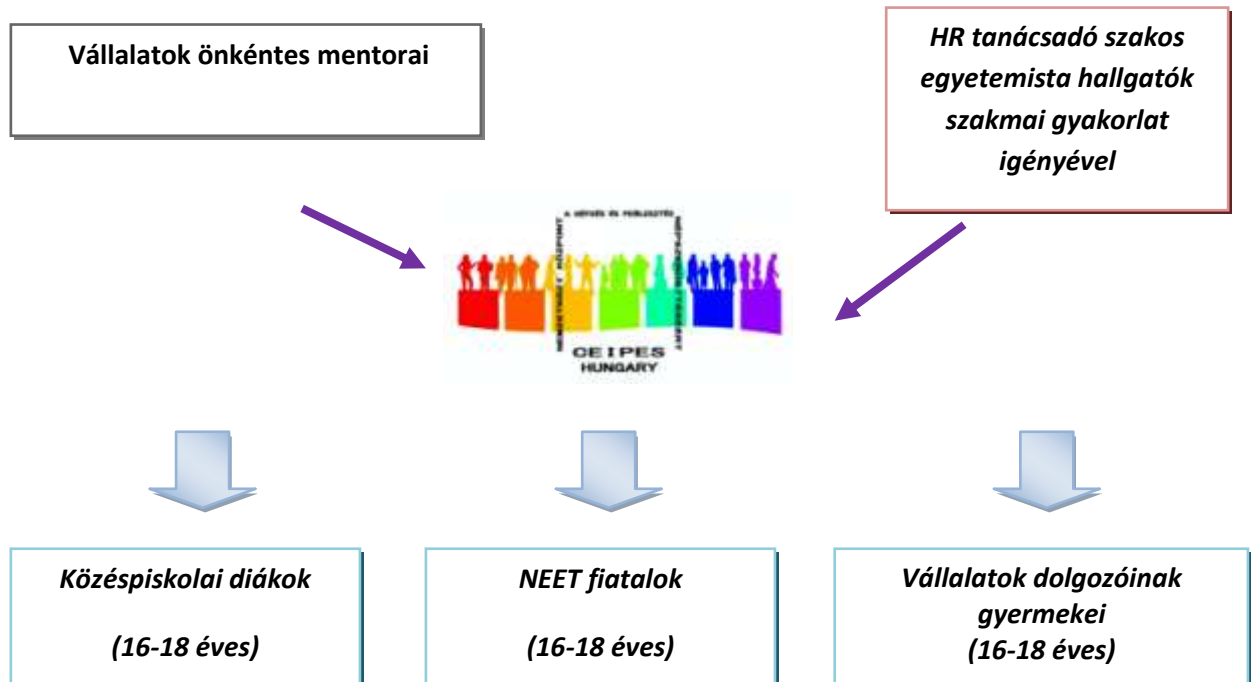 Vállalatok önkéntes mentorai
HR tanácsadó szakos
egyetemista hallgatók
szakmai gyakorlat
igényével
CEIPES
HUNGARY
Középiskolai diákok
(16-18 éves)
NEET fiatalok
(16-18 éves)
Vállalatok dolgozóinak
gyermekei
(16-18 éves)